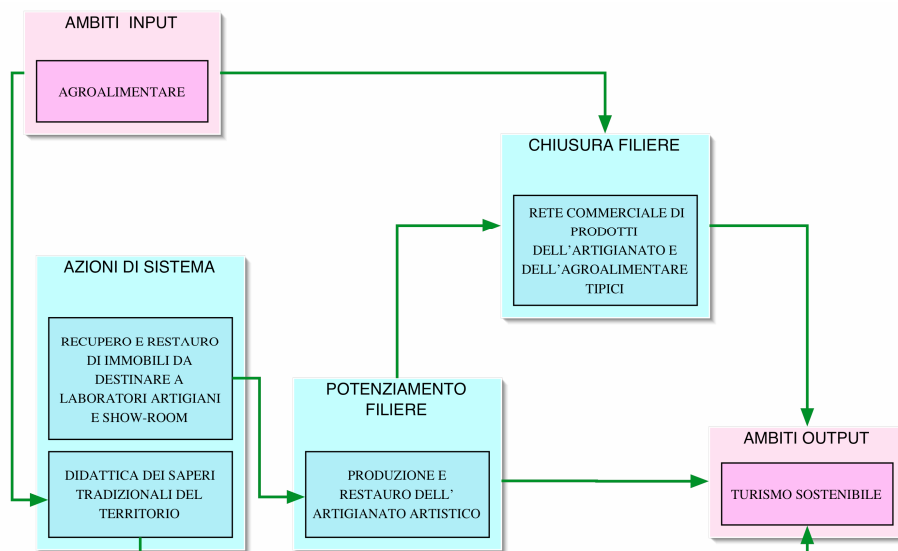 AMBITI INPUT
AGROALIMENTARE
CHIUSURA FILIERE
RETE COMMERCIALE DI
PRODOTTI
DELL'ARTIGIANATO E
DELL'AGROALIMENTARE
TIPICI
AZIONI DI SISTEMA
RECUPERO E RESTAURO
DI IMMOBILI DA
DESTINARE A
LABORATORI ARTIGIANI
E SHOW-ROOM
DIDATTICA DEI SAPERI
TRADIZIONALI DEL
TERRITORIO
POTENZIAMENTO
FILIERE
PRODUZIONE E
RESTAURO DELL'
ARTIGIANATO ARTISTICO
AMBITI OUTPUT
TURISMO SOSTENIBILE